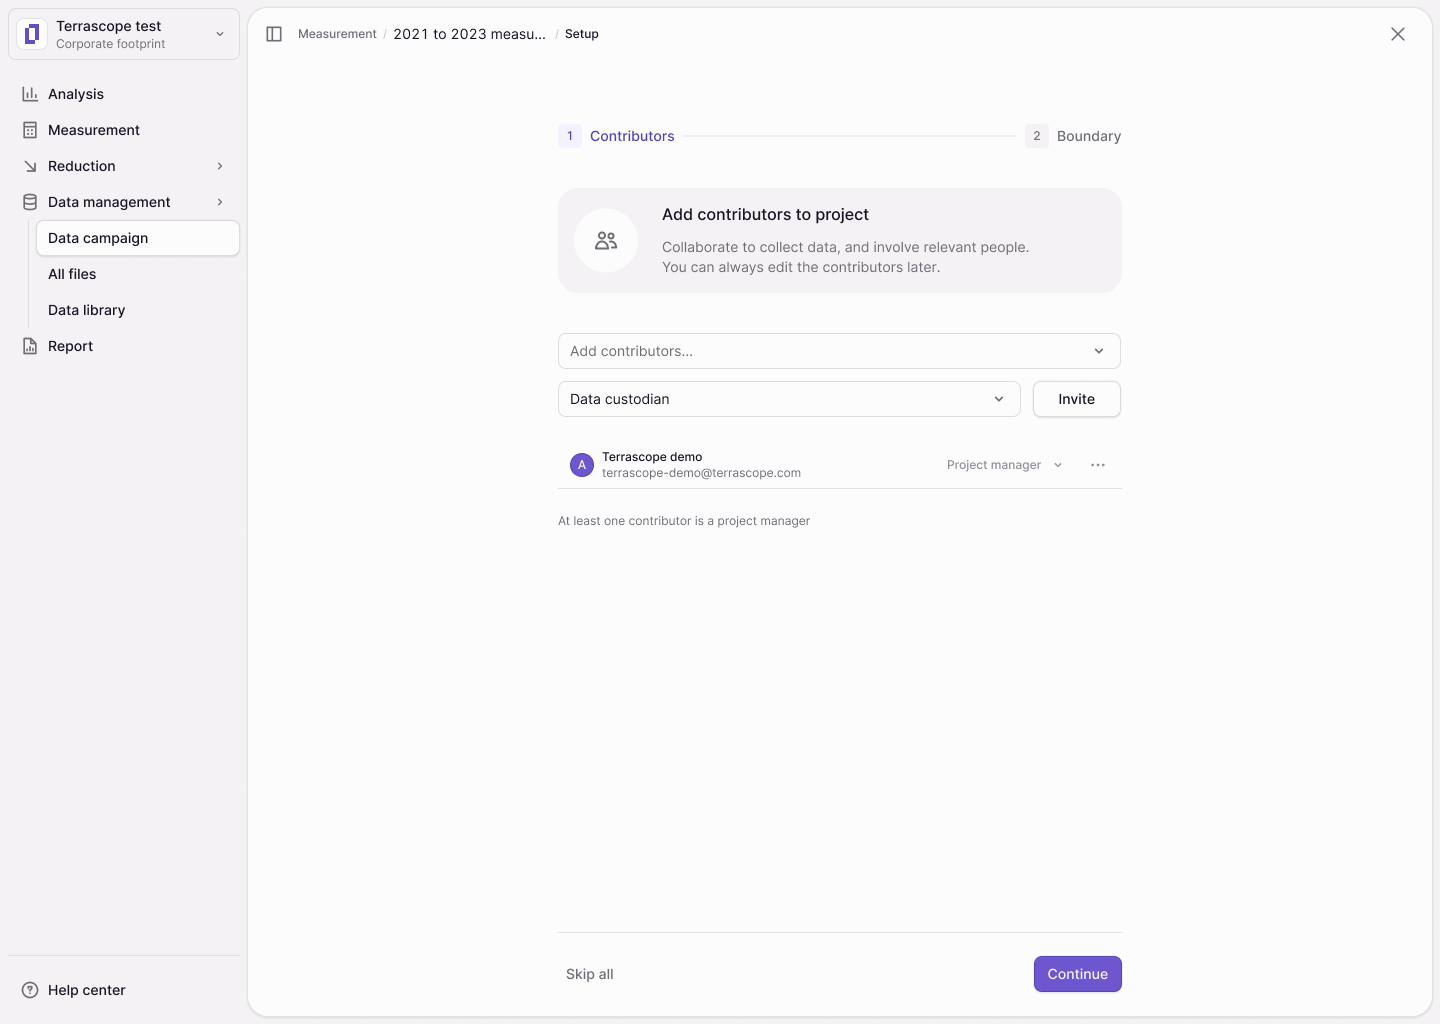 Terrascope test
Corporate footprint
Analysis
Measurement
Reduction
Data management
Data campaign
All files
Data library
Report
Help center
Measurement / 2021 to 2023 measu... / Setup
1 Contributors
2 Boundary
Add contributors to project
Collaborate to collect data, and involve relevant people.
You can always edit the contributors later.
Add contributors...
Data custodian
Invite
A
Terrascope demo
terrascope-demo@terrascope.com
Project manager
At least one contributor is a project manager
Skip all
Continue